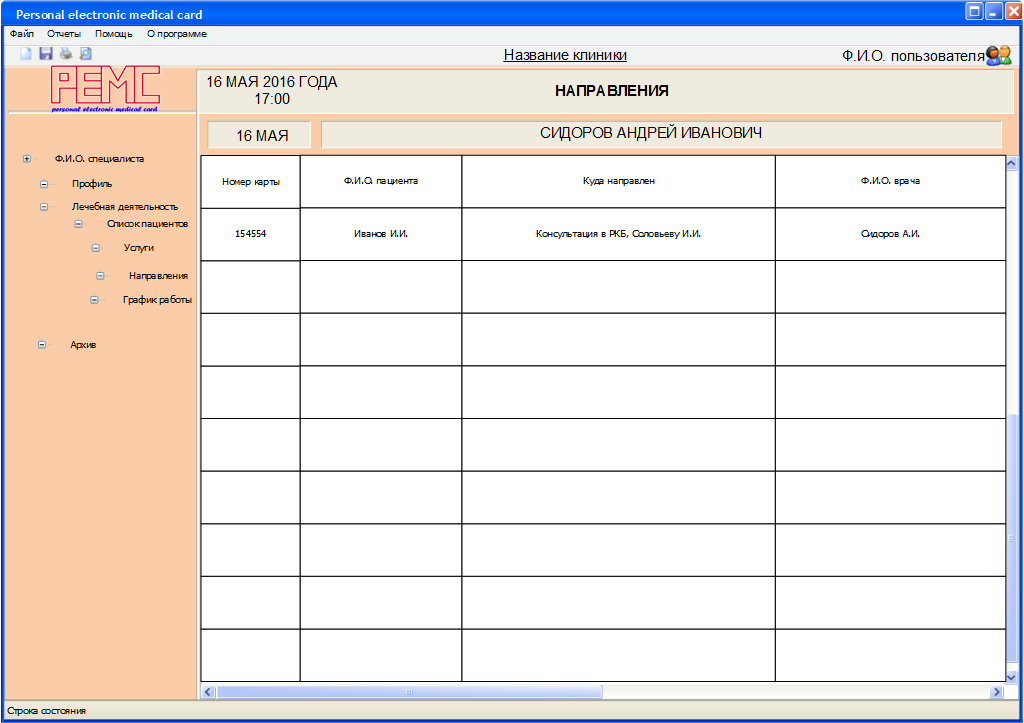 Personal electronic medical card
Файл Отчеты Помощь О программе
Название клиники
Ф.И.О. пользователя
PEMC
personal electronic medical card
16 МАЯ 2016 ГОДА
17:00
НАПРАВЛЕНИЯ
16 МАЯ
СИДОРОВ АНДРЕЙ ИВАНОВИЧ
Ф.И.О. специалиста
Профиль
Лечебная деятельность
Список пациентов
Услуги
Направления
График работы
Архив
Номер карты Ф.И.О. пациента Куда направлен Ф.И.О. врача
154554 Иванов И.И. Консультация в РКБ, Соловьеву И.И. Сидоров А.И.
Строка состояния